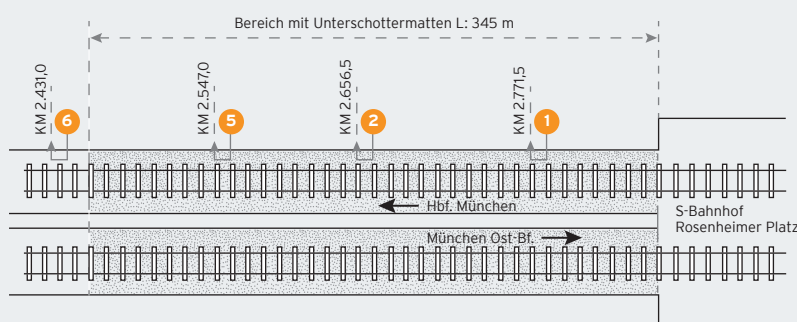 Bereich mit Unterschottermatten L: 345 m
KM 2.431,0
6
KM 2.547,0
5
KM 2.656,5
2
KM 2.771,5
1
Hbf. München
München Ost-Bf.
S-Bahnhof
Rosenheimer Platz